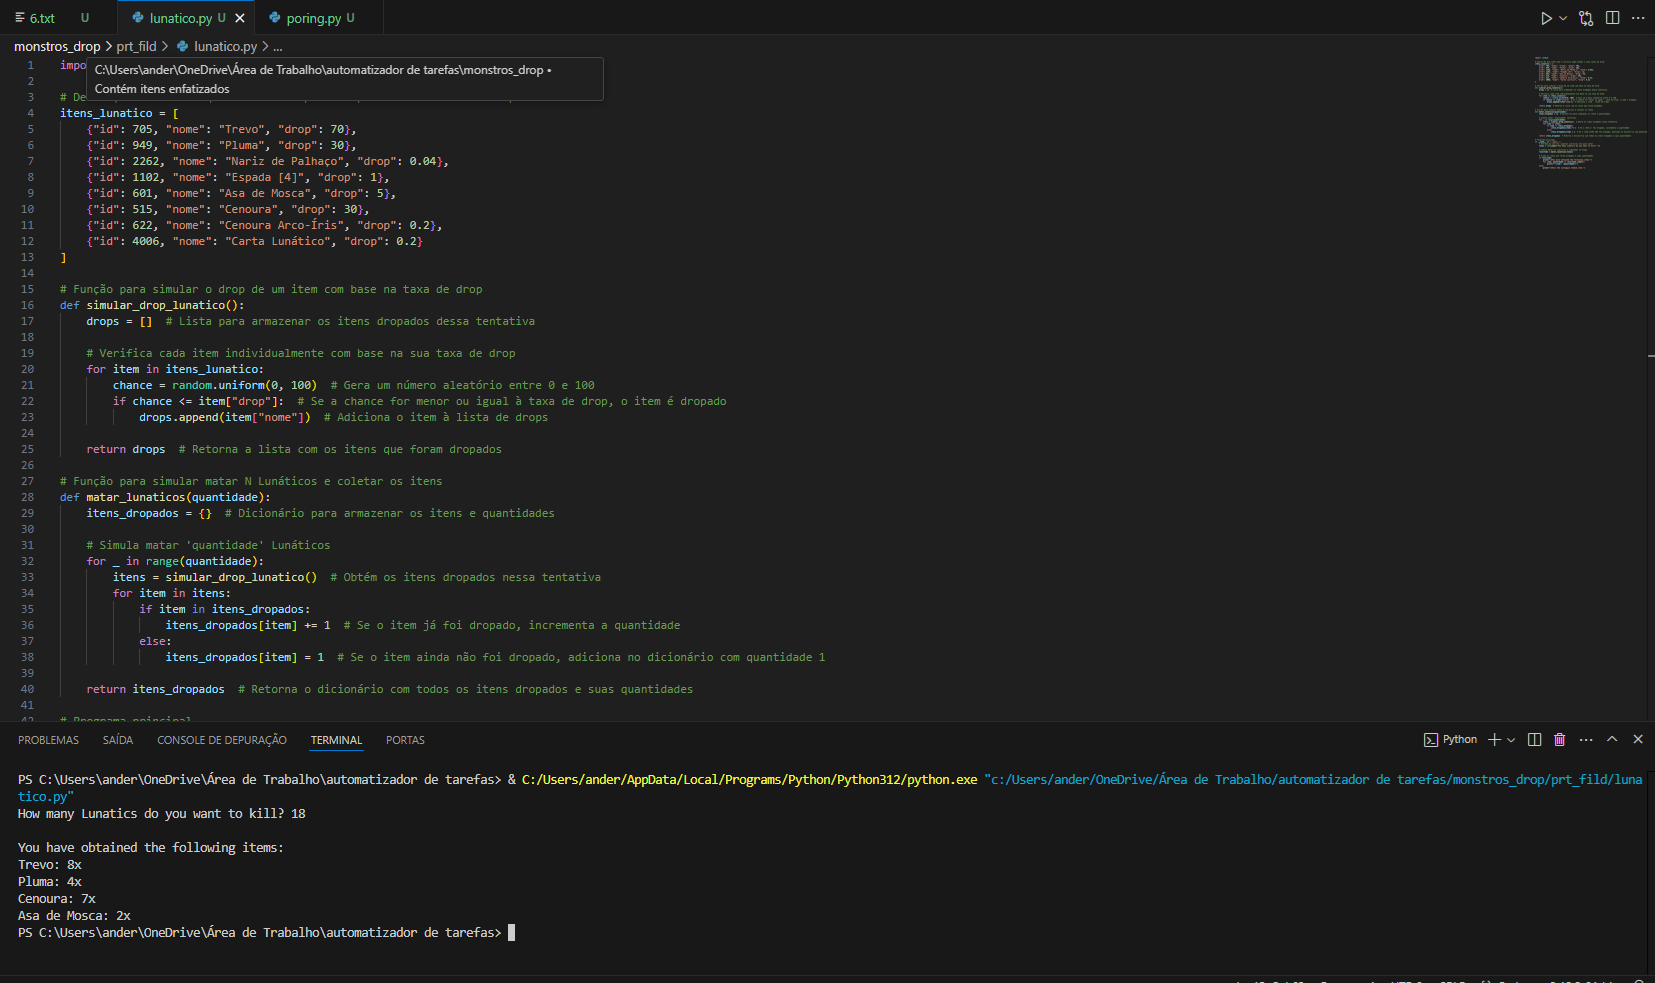 6.txt U lunatico.py U poring.py U
monstros_drop > prt_fild > lunatico.py > ...
1 impo
C:\Users\ander\OneDrive\Área de Trabalho\automatizador de tarefas\monstros_drop •
Contém itens enfatizados
2
3 # De
4 itens_lunatico = [
5 {"id": 705, "nome": "Trevo", "drop": 70},
6 {"id": 949, "nome": "Pluma", "drop": 30},
7 {"id": 2262, "nome": "Nariz de Palhaço", "drop": 0.04},
8 {"id": 1102, "nome": "Espada [4]", "drop": 1},
9 {"id": 601, "nome": "Asa de Mosca", "drop": 5},
10 {"id": 515, "nome": "Cenoura", "drop": 30},
11 {"id": 622, "nome": "Cenoura Arco-Íris", "drop": 0.2},
12 {"id": 4006, "nome": "Carta Lunático", "drop": 0.2}
13 ]
14
15 # Função para simular o drop de um item com base na taxa de drop
16 def simular_drop_lunatico():
17 drops = [] # Lista para armazenar os itens dropados dessa tentativa
18
19 # Verifica cada item individualmente com base na sua taxa de drop
20 for item in itens_lunatico:
21 chance = random.uniform(0, 100) # Gera um número aleatório entre 0 e 100
22 if chance <= item["drop"]: # Se a chance for menor ou igual à taxa de drop, o item é dropado
23 drops.append(item["nome"]) # Adiciona o item à lista de drops
24
25 return drops # Retorna a lista com os itens que foram dropados
26
27 # Função para simular matar N Lunáticos e coletar os itens
28 def matar_lunaticos(quantidade):
29 itens_dropados = {} # Dicionário para armazenar os itens e quantidades
30
31 # Simula matar 'quantidade' Lunáticos
32 for _ in range(quantidade):
33 itens = simular_drop_lunatico() # Obtém os itens dropados nessa tentativa
34 for item in itens:
35 if item in itens_dropados:
36 itens_dropados[item] += 1 # Se o item já foi dropado, incrementa a quantidade
37 else:
38 itens_dropados[item] = 1 # Se o item ainda não foi dropado, adiciona no dicionário com quantidade 1
39
40 return itens_dropados # Retorna o dicionário com todos os itens dropados e suas quantidades
41
42 # Programa principal
PROBLEMAS SAÍDA CONSOLE DE DEPURAÇÃO TERMINAL PORTAS Python
PS C:\Users\ander\OneDrive\Área de Trabalho\automatizador de tarefas> & C:/Users/ander/AppData/Local/Programs/Python/Python312/python.exe "c:/Users/ander/OneDrive/Área de Trabalho/automatizador de tarefas/monstros_drop/prt_fild/luna
tico.py"
How many Lunatics do you want to kill? 18
You have obtained the following items:
Trevo: 8x
Pluma: 4x
Cenoura: 7x
Asa de Mosca: 2x
PS C:\Users\ander\OneDrive\Área de Trabalho\automatizador de tarefas>